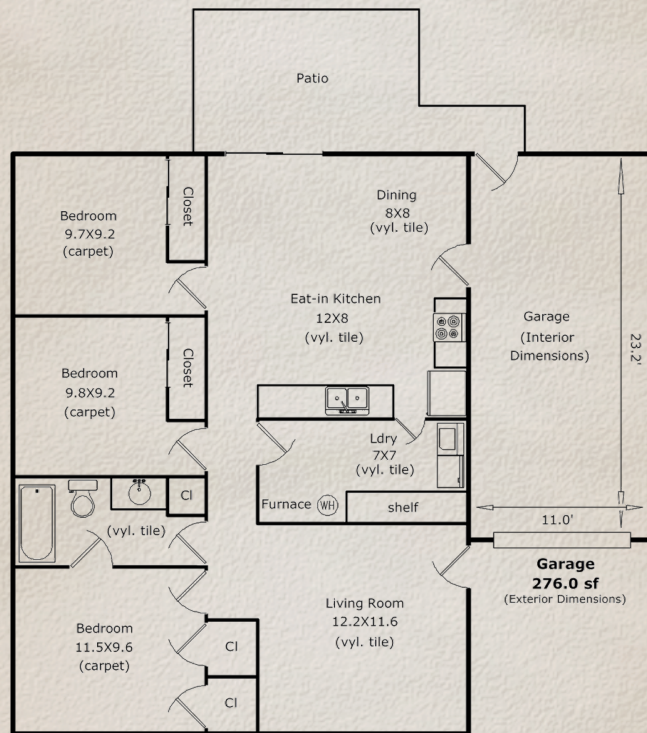 Patio
Bedroom
9.7X9.2
(carpet)
Closet
Dining
8X8
(vyl. tile)
Eat-in Kitchen
12X8
(vyl. tile)
Garage
(Interior
Dimensions)
23.2'
Bedroom
9.8X9.2
(carpet)
Closet
Ldry
7X7
(vyl. tile)
Cl
Furnace
WH
shelf
(vyl. tile)
11.0'
Garage
276.0 sf
(Exterior Dimensions)
Living Room
12.2X11.6
(vyl. tile)
Bedroom
11.5X9.6
(carpet)
Cl
Cl